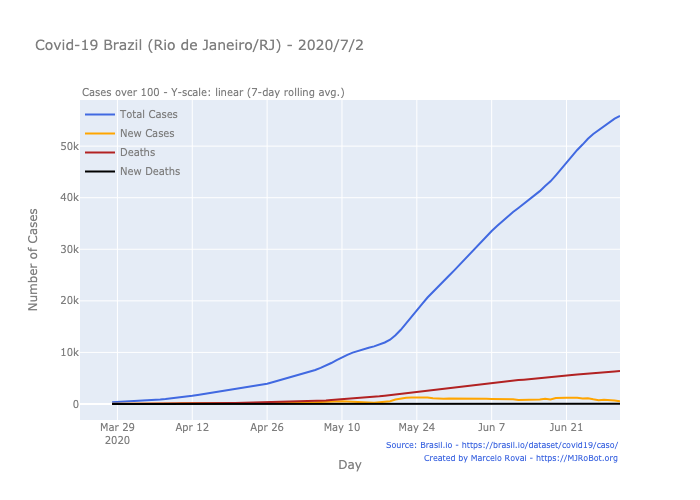 Covid-19 Brazil (Rio de Janeiro/RJ) - 2020/7/2
Cases over 100 - Y-scale: linear (7-day rolling avg.)
Total Cases
New Cases
Deaths
New Deaths
50k
40k
30k
20k
10k
0
Number of Cases
Mar 29
2020
Apr 12
Apr 26
May 10
May 24
Jun 7
Jun 21
Day
Source: Brasil.io - https://brasil.io/dataset/covid19/caso/
Created by Marcelo Rovai - https://MJRoBot.org